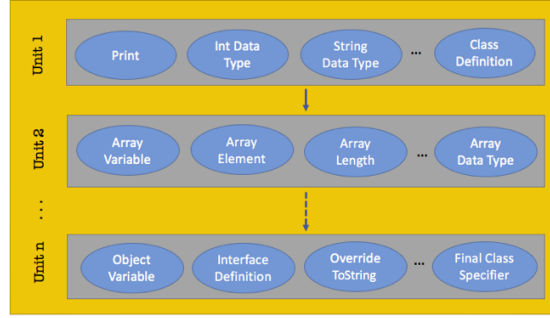 Unit 1
Print
Int Data
Type
String
Data Type
...
Class
Definition
Unit 2
Array
Variable
Array
Element
Array
Length
...
Array
Data Type
...
Unit n
Object
Variable
Interface
Definition
Override
ToString
...
Final Class
Specifier